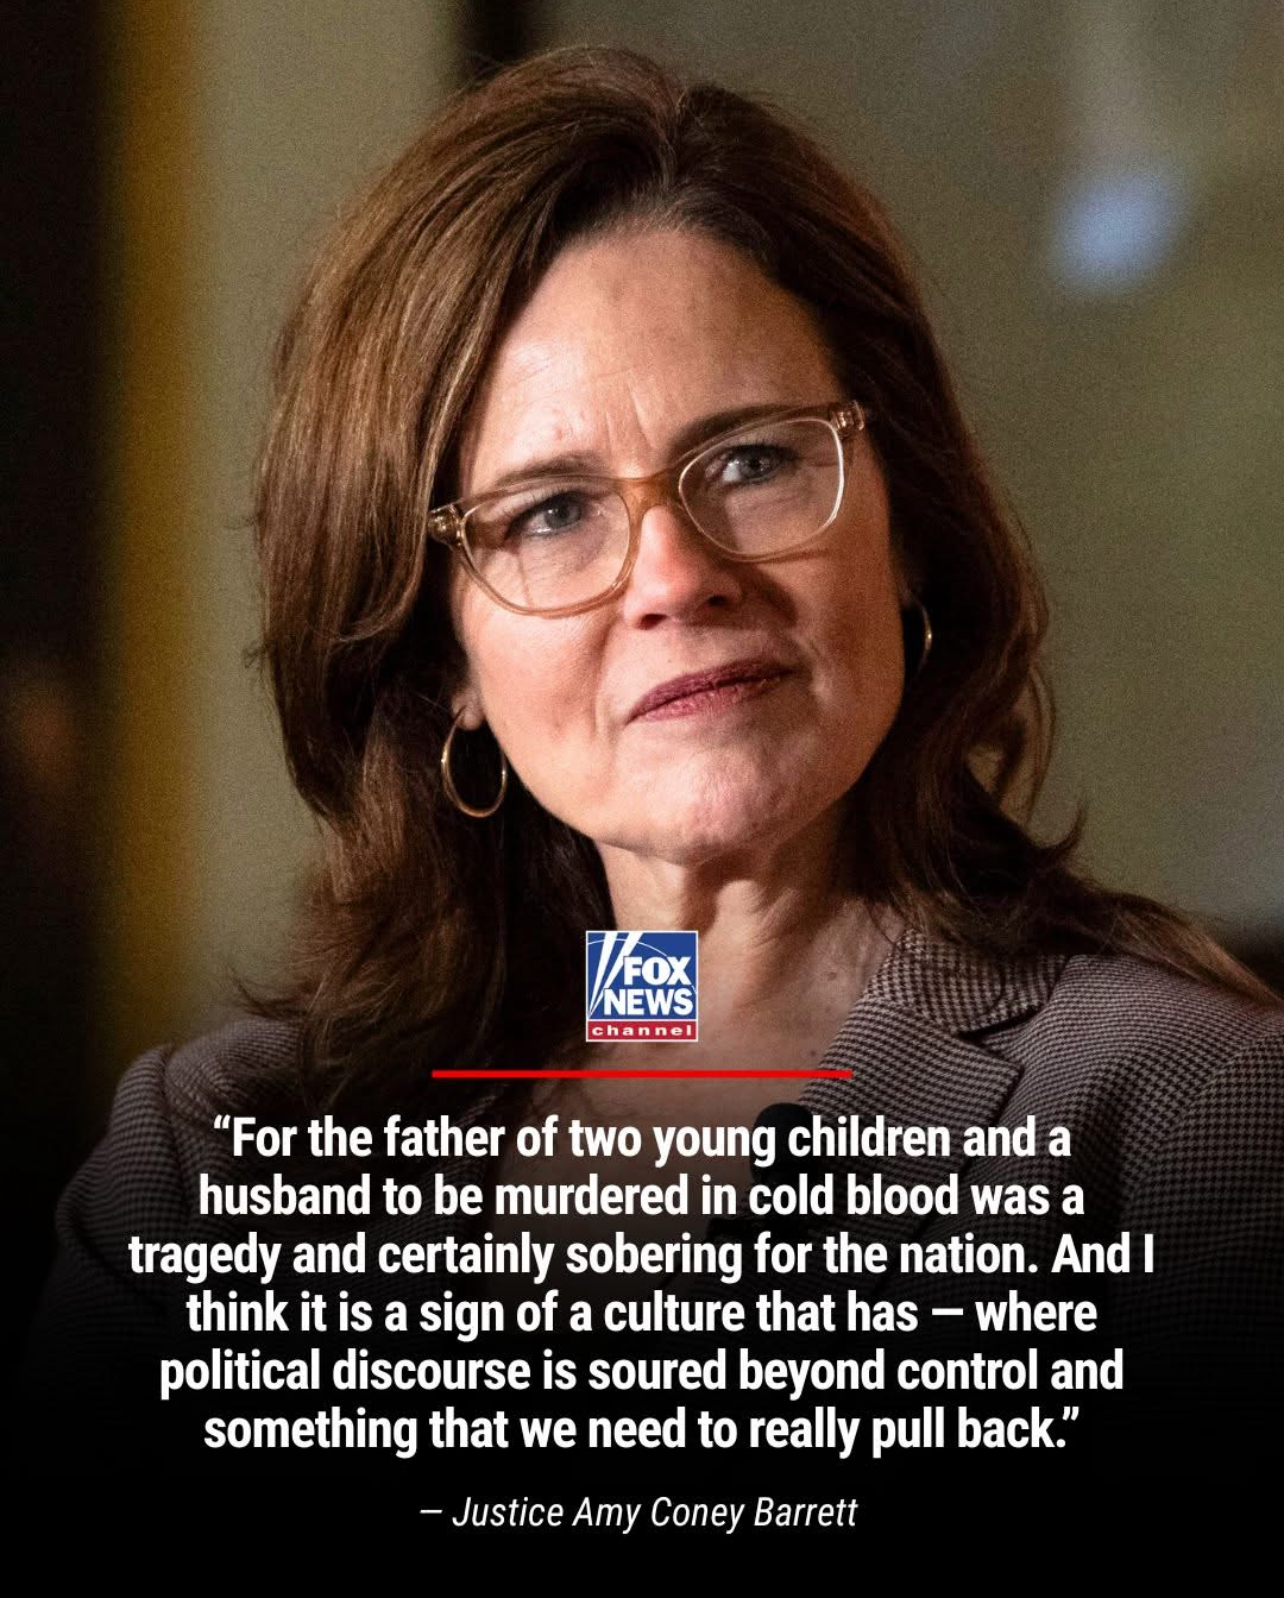 FOX
NEWS
channel
“For the father of two young children and a
husband to be murdered in cold blood was a
tragedy and certainly sobering for the nation. And I
think it is a sign of a culture that has – where
political discourse is soured beyond control and
something that we need to really pull back.”
– Justice Amy Coney Barrett